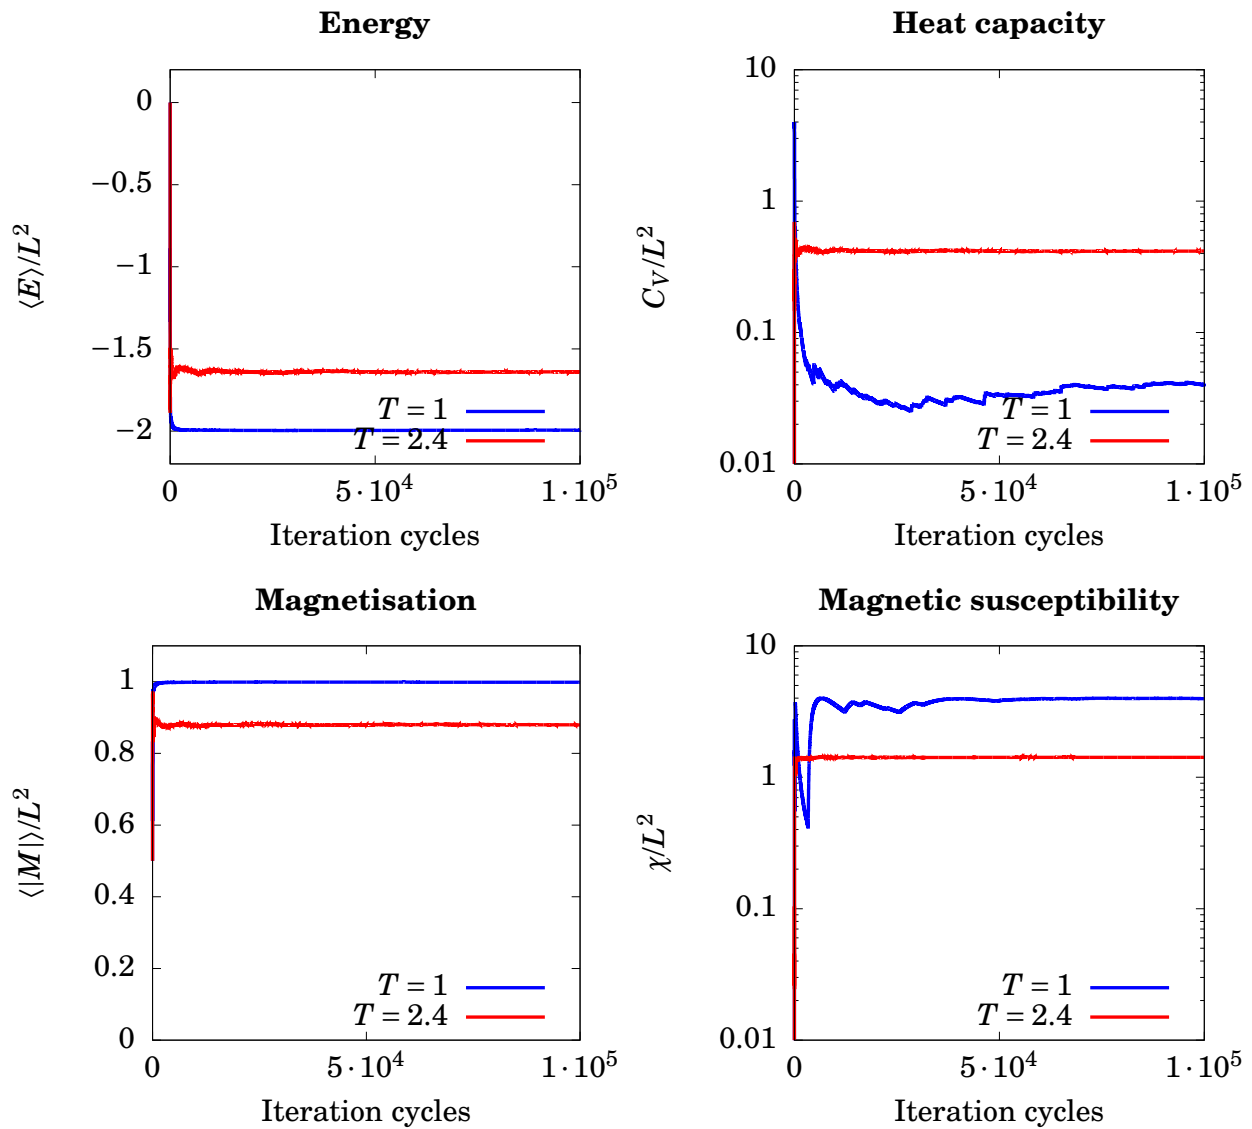 Energy
0
−0.5
−1
−1.5
−2
⟨E⟩/L²
T = 1
T = 2.4
0
5·10⁴
1·10⁵
Iteration cycles
Heat capacity
10
1
0.1
0.01
C_V/L²
T = 1
T = 2.4
0
5·10⁴
1·10⁵
Iteration cycles
Magnetisation
1
0.8
0.6
0.4
0.2
0
⟨|M|⟩/L²
T = 1
T = 2.4
0
5·10⁴
1·10⁵
Iteration cycles
Magnetic susceptibility
10
1
0.1
0.01
χ/L²
T = 1
T = 2.4
0
5·10⁴
1·10⁵
Iteration cycles